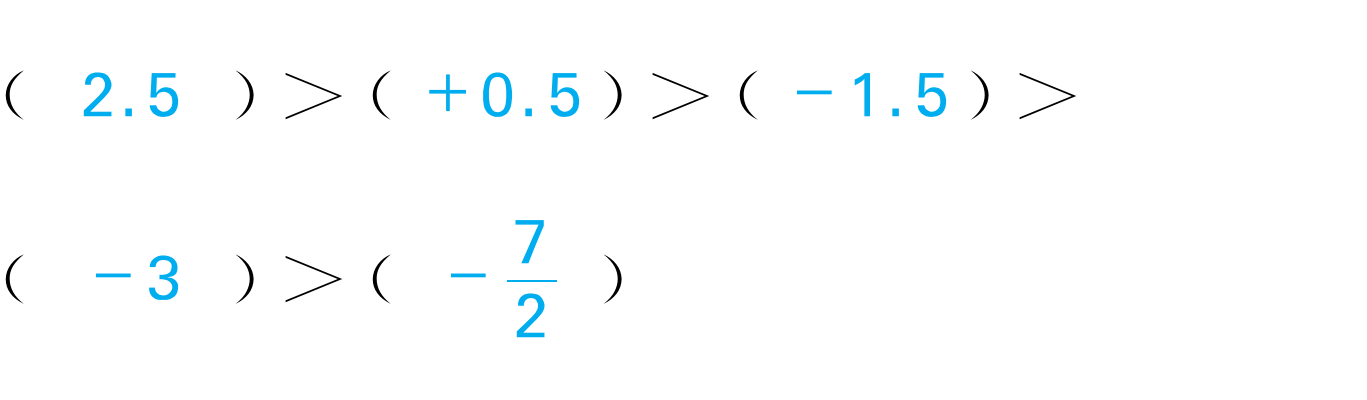 ( 2.5 ) > ( +0.5 ) > ( -1.5 ) >
( -3 ) > ( -7/2 )